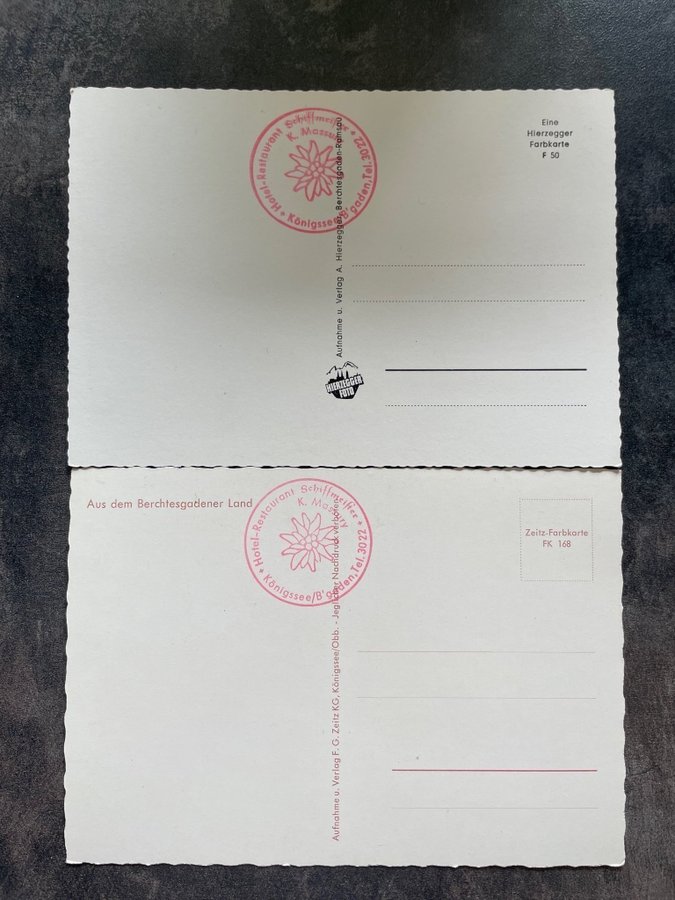 Hotel-Restaurant Schiffmeister
K. Massury
Königssee/B'gaden, Tel. 3022
Eine
Hierzegger
Farbkarte
F 50
Aufnahme u. Verlag A. Hierzegger, Berchtesgaden-Ramsau
HIERZEGGER
FOTO
Aus dem Berchtesgadener Land
Hotel-Restaurant Schiffmeister
K. Massury
Königssee/B'gaden, Tel. 3022
Zeitz-Farbkarte
FK 168
Aufnahme u. Verlag F. G. Zeitz KG, Königssee/Obb. - Jeglicher Nachdruck verboten